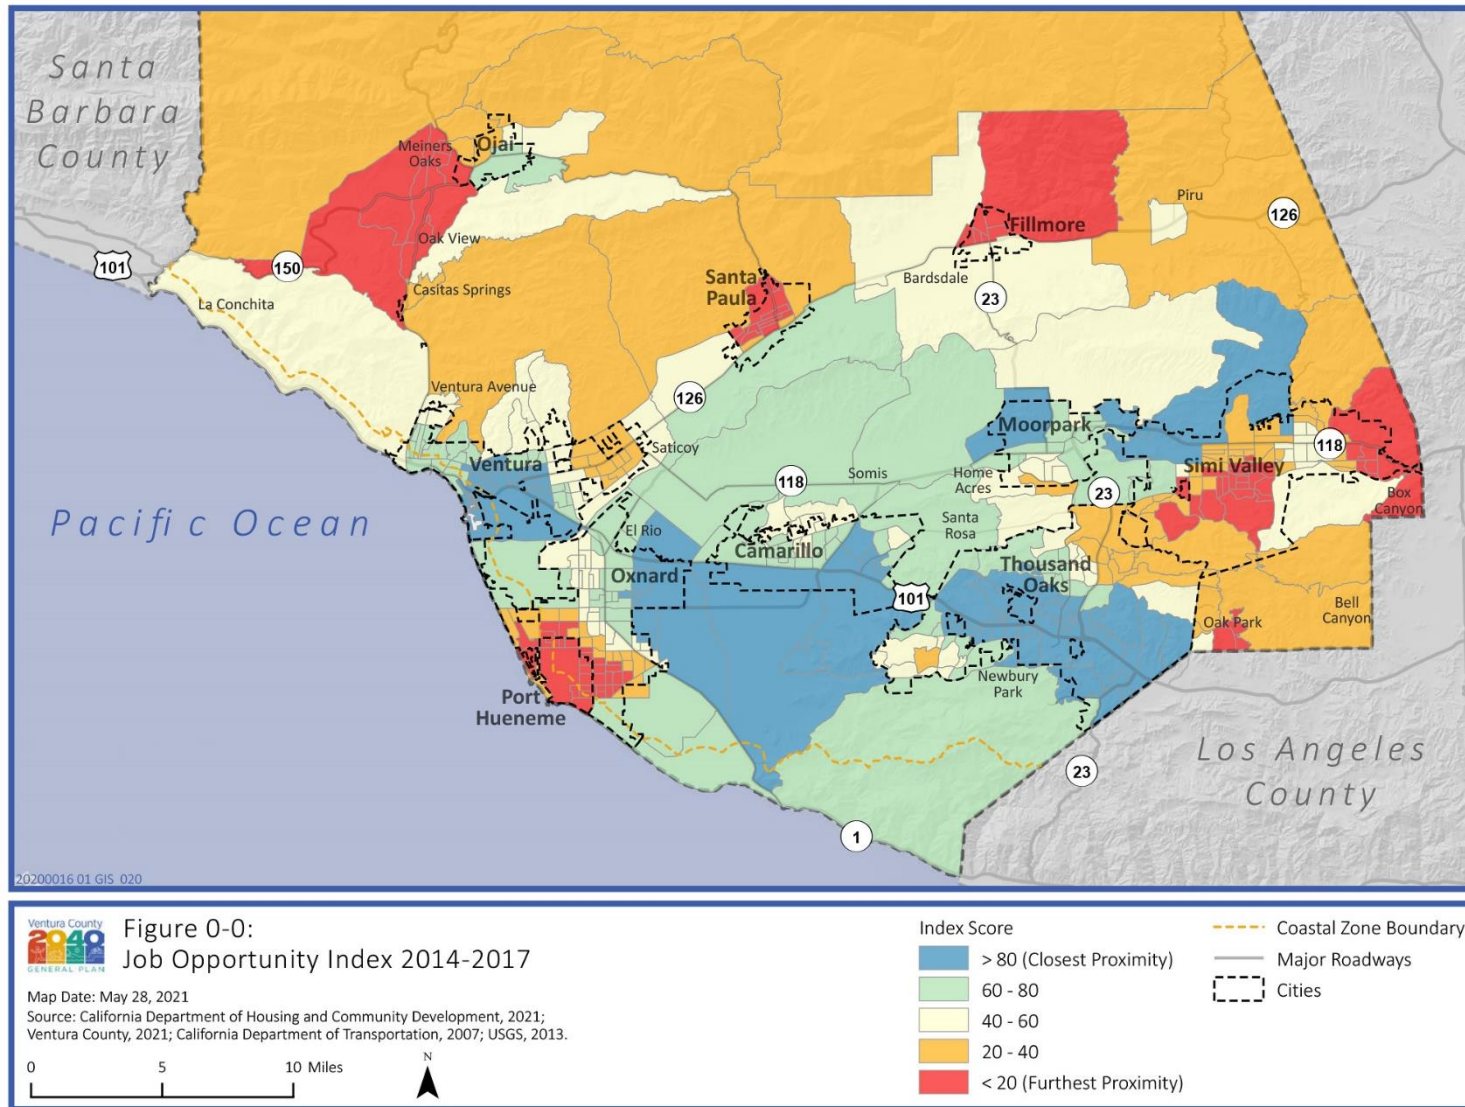 Santa
Barbara
County
Meiners
Oaks
Ojai
Piru
126
Fillmore
Oak View
101
150
Santa
Paula
Bardsdale
23
Casitas Springs
La Conchita
Ventura Avenue
126
Moorpark
Saticoy
118
Ventura
Simi Valley
Somis
Home
Acres
118
23
Box
Canyon
Pacific Ocean
El Rio
Santa
Rosa
Camarillo
Thousand
Oaks
Oxnard
101
Bell
Canyon
Oak Park
Newbury
Park
Port
Hueneme
Los Angeles
County
23
1
20200016 01 GIS 020
Ventura County
2040
GENERAL PLAN
Figure 0-0:
Job Opportunity Index 2014-2017
Map Date: May 28, 2021
Source: California Department of Housing and Community Development, 2021;
Ventura County, 2021; California Department of Transportation, 2007; USGS, 2013.
0 5 10 Miles
N
Index Score
> 80 (Closest Proximity)
60 - 80
40 - 60
20 - 40
< 20 (Furthest Proximity)
Coastal Zone Boundary
Major Roadways
Cities